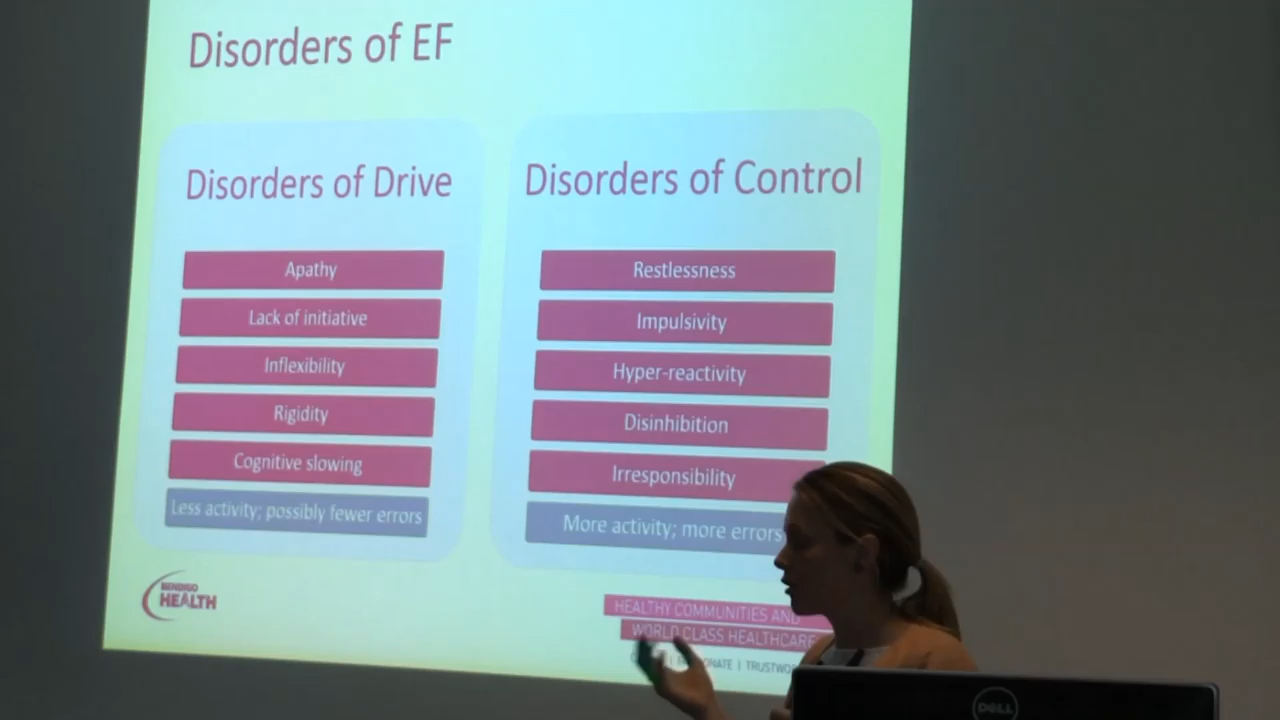 Disorders of EF
Disorders of Drive
Apathy
Lack of initiative
Inflexibility
Rigidity
Cognitive slowing
Less activity; possibly fewer errors
Disorders of Control
Restlessness
Impulsivity
Hyper-reactivity
Disinhibition
Irresponsibility
More activity; more errors
BENDIGO
HEALTH
HEALTHY COMMUNITIES AND
WORLD CLASS HEALTHCARE
DELL